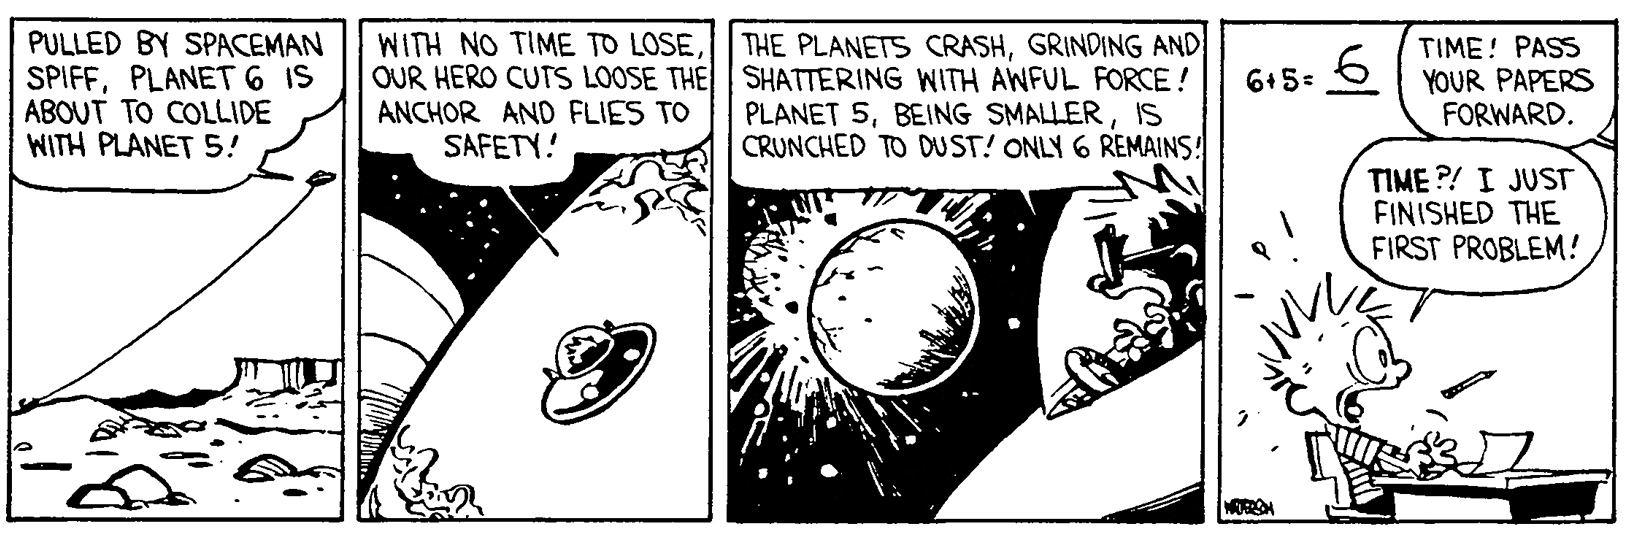 PULLED BY SPACEMAN
SPIFF, PLANET 6 IS
ABOUT TO COLLIDE
WITH PLANET 5!
WITH NO TIME TO LOSE,
OUR HERO CUTS LOOSE THE
ANCHOR AND FLIES TO
SAFETY!
THE PLANETS CRASH, GRINDING AND
SHATTERING WITH AWFUL FORCE!
PLANET 5, BEING SMALLER, IS
CRUNCHED TO DUST! ONLY 6 REMAINS!
6+5= 6
TIME! PASS
YOUR PAPERS
FORWARD.
TIME?! I JUST
FINISHED THE
FIRST PROBLEM!
WATTERSON